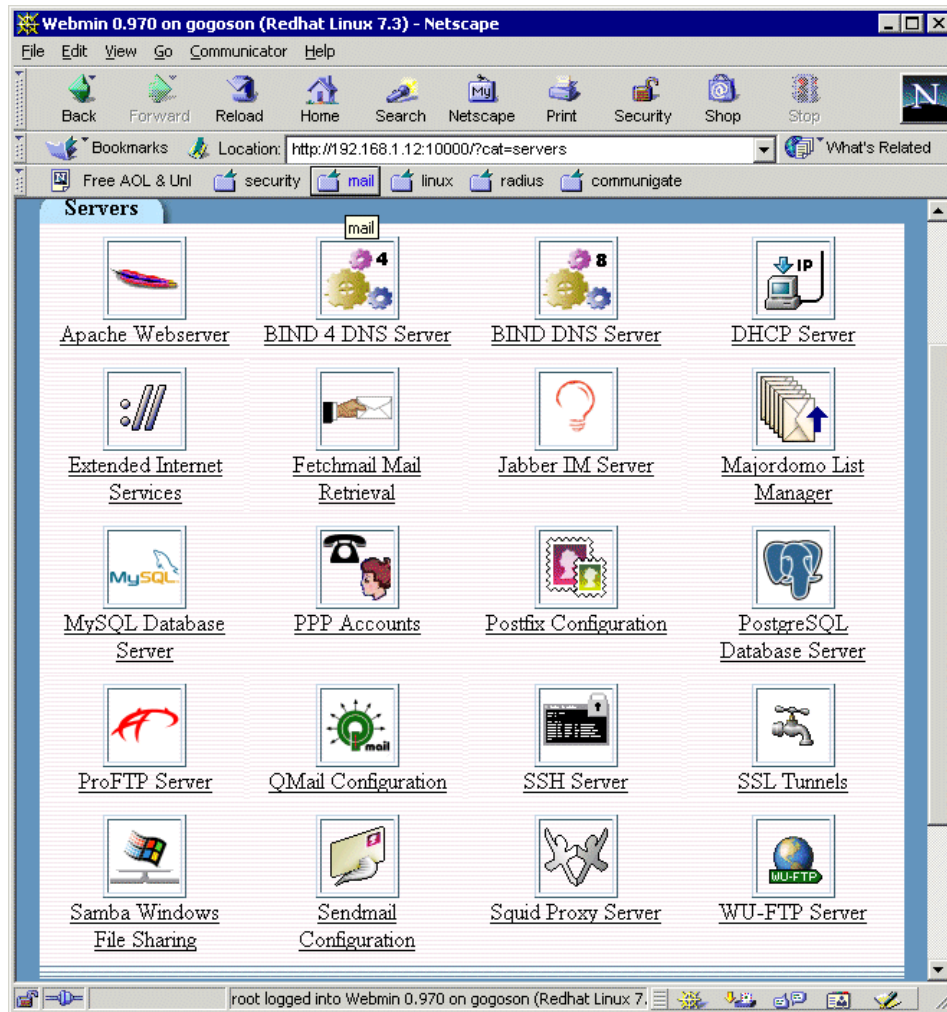 Webmin 0.970 on gogoson (Redhat Linux 7.3) - Netscape
File Edit View Go Communicator Help
My
N
Back Forward Reload Home Search Netscape Print Security Shop Stop
Bookmarks Location: http://192.168.1.12:10000/?cat=servers What's Related
Free AOL & Unl security mail linux radius communigate
Servers
mail
4 8 IP
Apache Webserver BIND 4 DNS Server BIND DNS Server DHCP Server
://
Extended Internet Services Fetchmail Mail Retrieval Jabber IM Server Majordomo List Manager
MySQL
MySQL Database Server PPP Accounts Postfix Configuration PostgreSQL Database Server
Qmail
ProFTP Server QMail Configuration SSH Server SSL Tunnels
WU-FTP
Samba Windows File Sharing Sendmail Configuration Squid Proxy Server WU-FTP Server
root logged into Webmin 0.970 on gogoson (Redhat Linux 7.